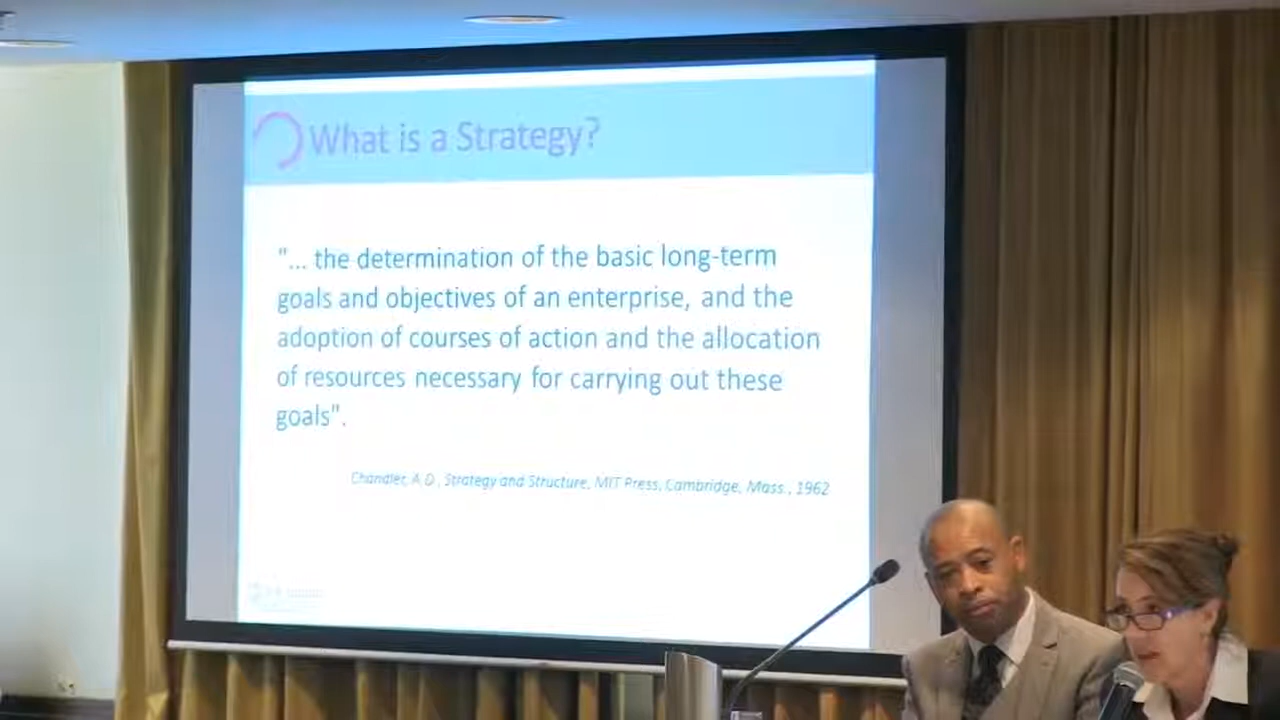 What is a Strategy?
"... the determination of the basic long-term
goals and objectives of an enterprise, and the
adoption of courses of action and the allocation
of resources necessary for carrying out these
goals".
Chandler, A.D., Strategy and Structure, MIT Press, Cambridge, Mass., 1962